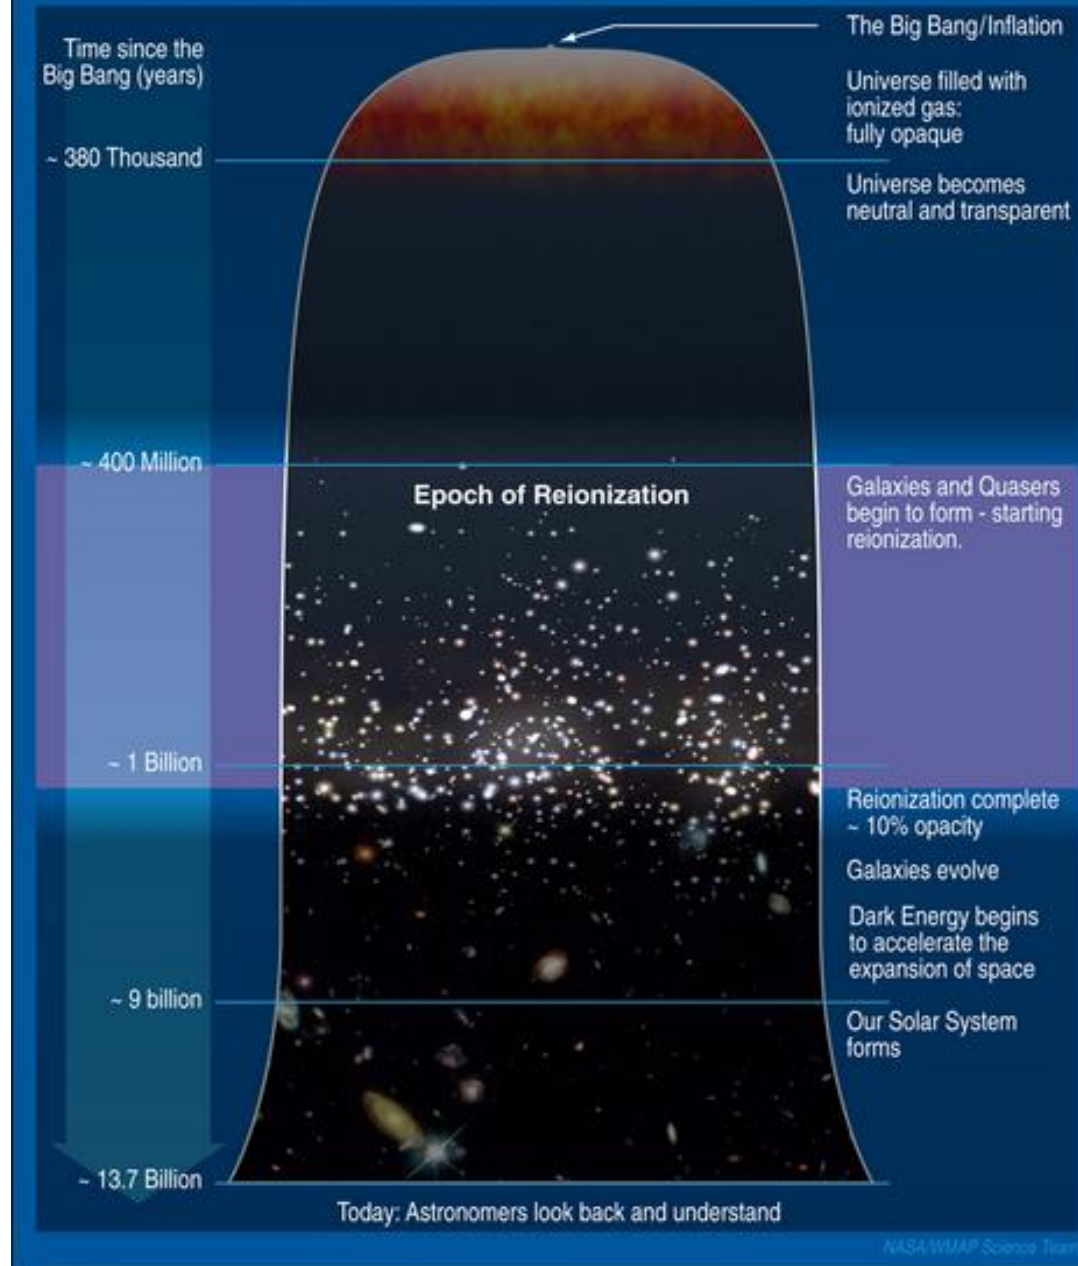 The Big Bang/Inflation
Time since the
Big Bang (years)
Universe filled with
ionized gas:
fully opaque
~ 380 Thousand
Universe becomes
neutral and transparent
~ 400 Million
Epoch of Reionization
Galaxies and Quasers
begin to form - starting
reionization.
~ 1 Billion
Reionization complete
~ 10% opacity
Galaxies evolve
Dark Energy begins
to accelerate the
expansion of space
~ 9 billion
Our Solar System
forms
~ 13.7 Billion
Today: Astronomers look back and understand
NASA/WMAP Science Team